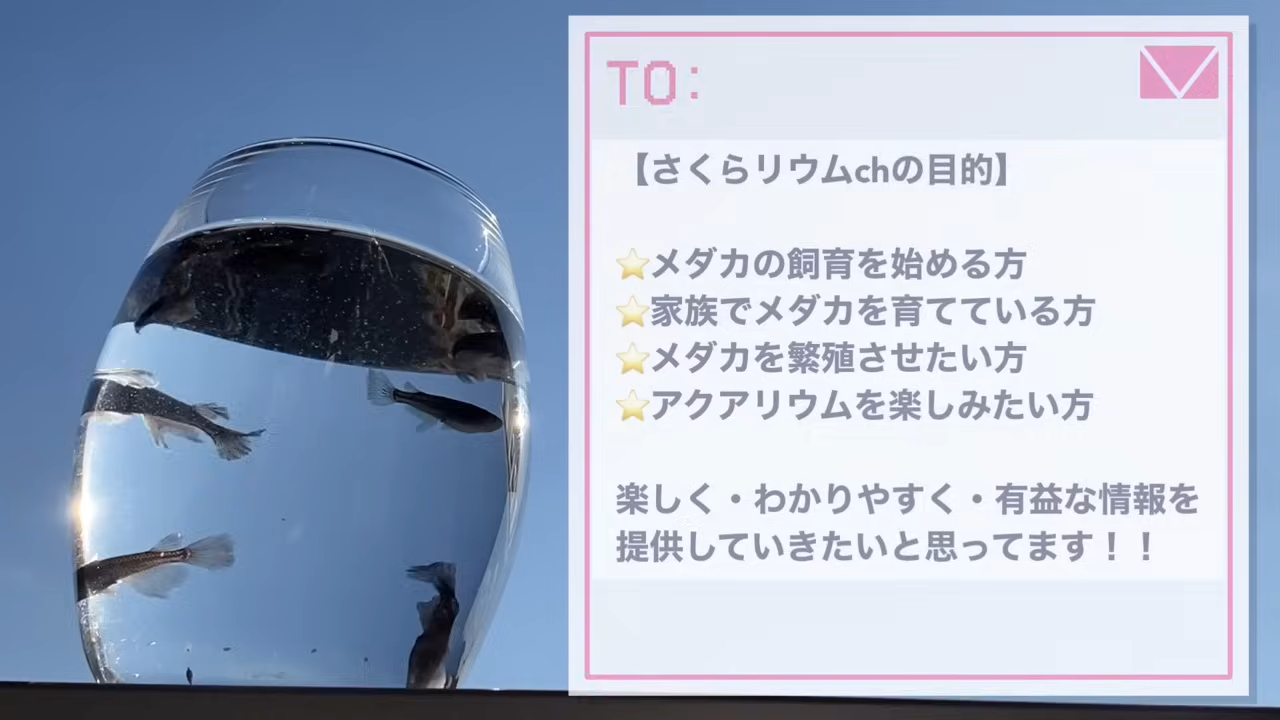 TO:
【さくらリウムchの目的】
⭐メダカの飼育を始める方
⭐家族でメダカを育てている方
⭐メダカを繁殖させたい方
⭐アクアリウムを楽しみたい方
楽しく・わかりやすく・有益な情報を
提供していきたいと思ってます！！